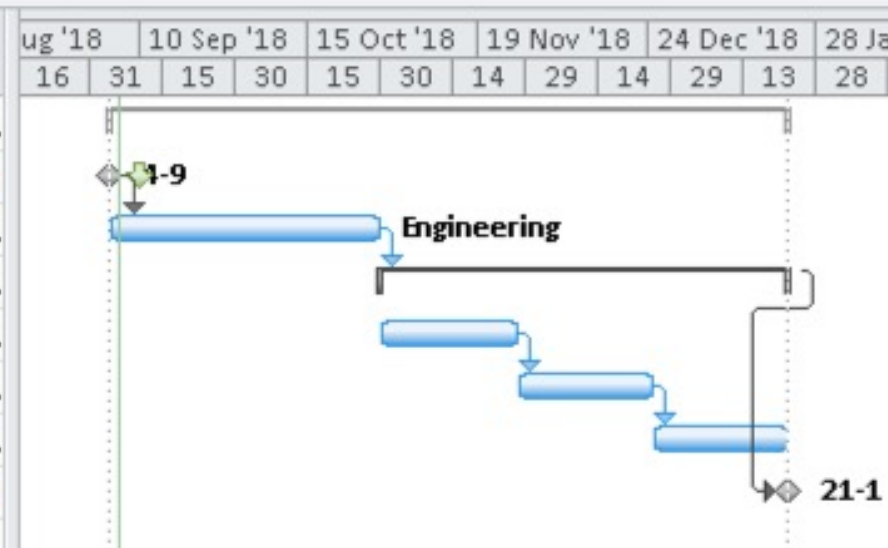 ug '18 10 Sep '18 15 Oct '18 19 Nov '18 24 Dec '18 28 Ja
16 31 15 30 15 30 14 29 14 29 13 28
4-9
Engineering
21-1